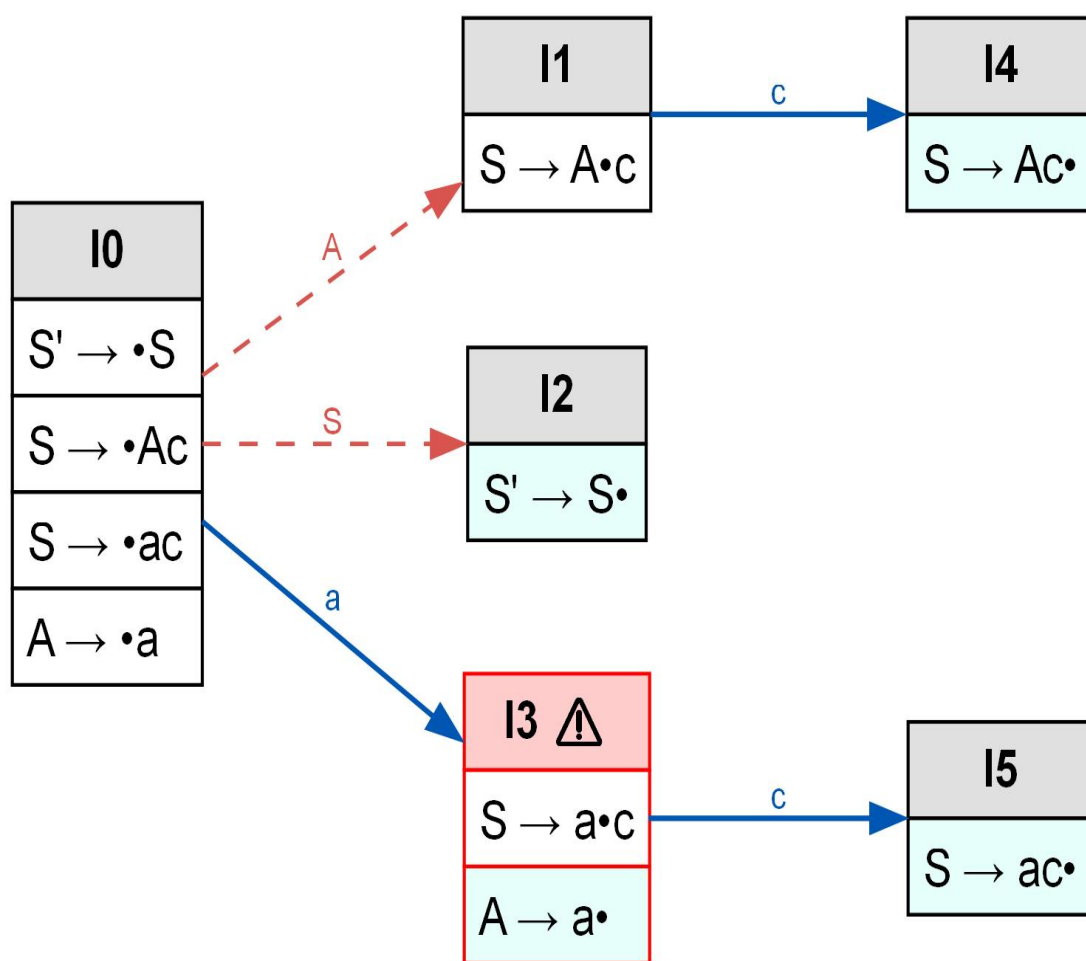 I0
S' → •S
S → •Ac
S → •ac
A → •a
A
S
a
I1
S → A•c
c
I4
S → Ac•
I2
S' → S•
I3 ⚠
S → a•c
A → a•
c
I5
S → ac•